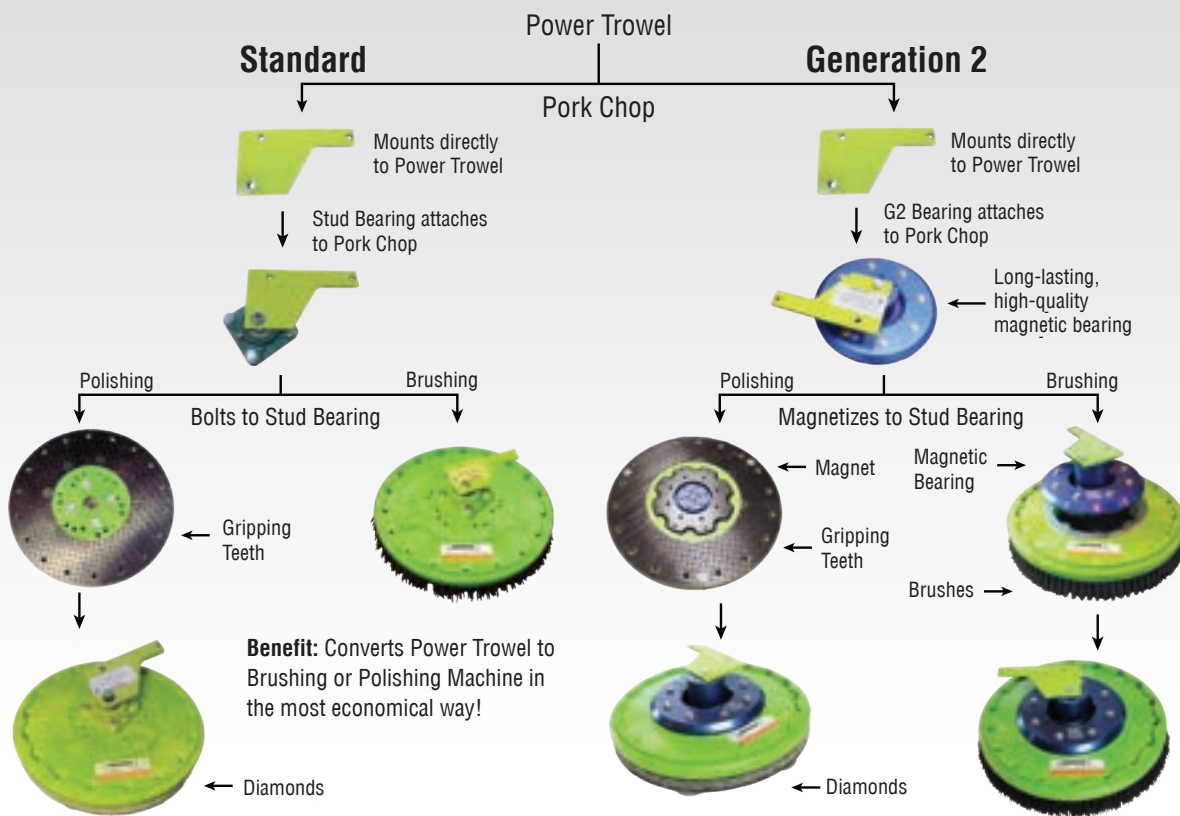 Power Trowel
Standard
Generation 2
Pork Chop
Mounts directly
to Power Trowel
Mounts directly
to Power Trowel
Stud Bearing attaches
to Pork Chop
G2 Bearing attaches
to Pork Chop
Long-lasting,
high-quality
magnetic bearing
Polishing
Brushing
Bolts to Stud Bearing
Polishing
Brushing
Magnetizes to Stud Bearing
Gripping
Teeth
Magnet
Magnetic
Bearing
Gripping
Teeth
Brushes
Benefit: Converts Power Trowel to
Brushing or Polishing Machine in
the most economical way!
Diamonds
Diamonds